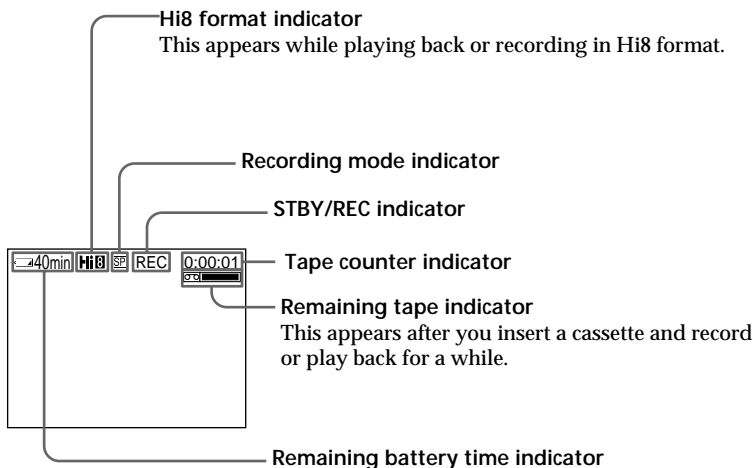 Hi8 format indicator
This appears while playing back or recording in Hi8 format.
Recording mode indicator
STBY/REC indicator
40min Hi8 SP REC 0:00:01
Tape counter indicator
Remaining tape indicator
This appears after you insert a cassette and record
or play back for a while.
Remaining battery time indicator